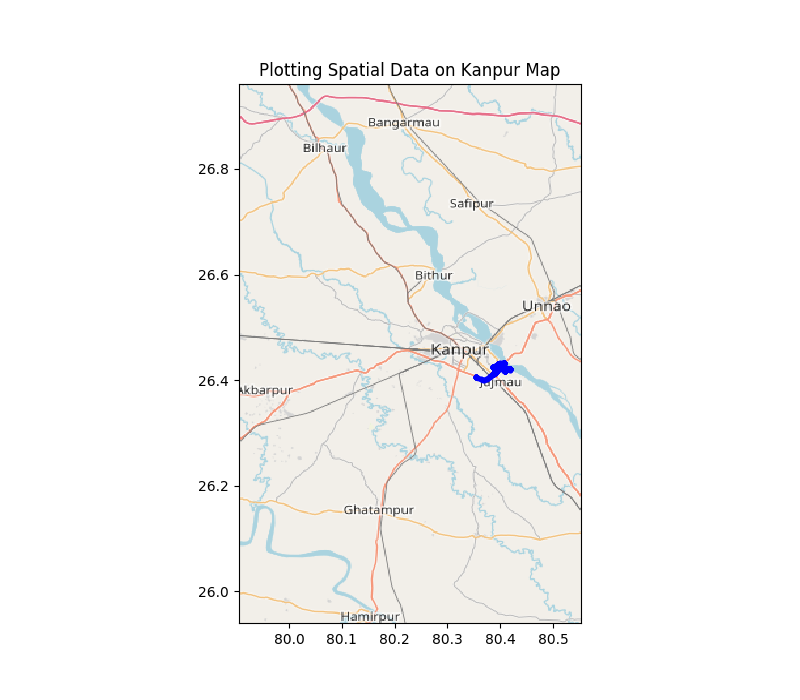 Plotting Spatial Data on Kanpur Map
Bangarmau
Bilhaur
26.8
Safipur
Bithur
26.6
Unnao
Kanpur
26.4
Jajmau
Akbarpur
26.2
Ghatampur
26.0
Hamirpur
80.0 80.1 80.2 80.3 80.4 80.5